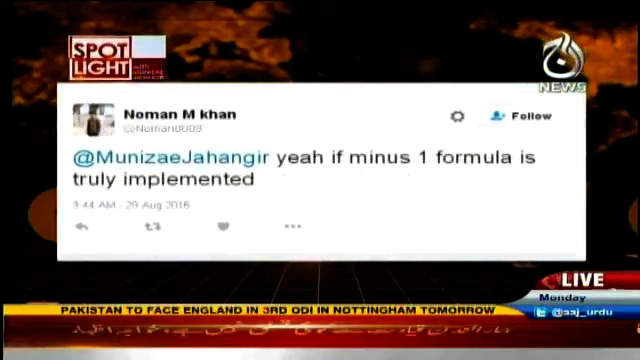 SPOT
LIGHT
NEWS
Noman M khan
@Noman0009
Follow
@MunizaeJahangir yeah if minus 1 formula is
truly implemented
3:44 AM - 29 Aug 2016
LIVE
Monday
PAKISTAN TO FACE ENGLAND IN 3RD ODI IN NOTTINGHAM TOMORROW
@aaj_urdu